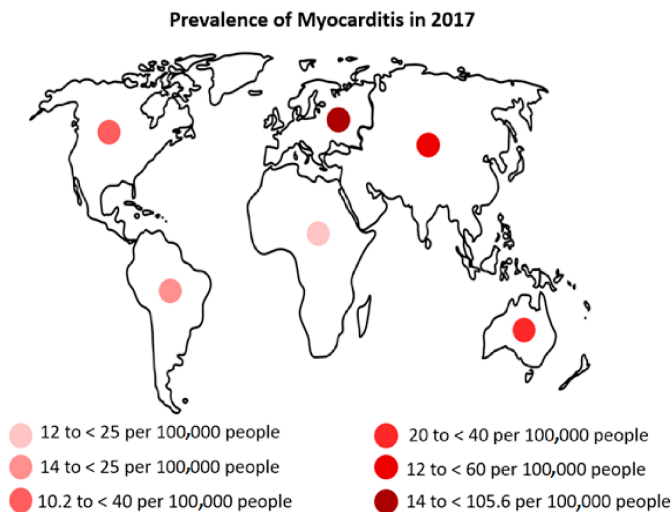 Prevalence of Myocarditis in 2017
12 to < 25 per 100,000 people
14 to < 25 per 100,000 people
10.2 to < 40 per 100,000 people
20 to < 40 per 100,000 people
12 to < 60 per 100,000 people
14 to < 105.6 per 100,000 people